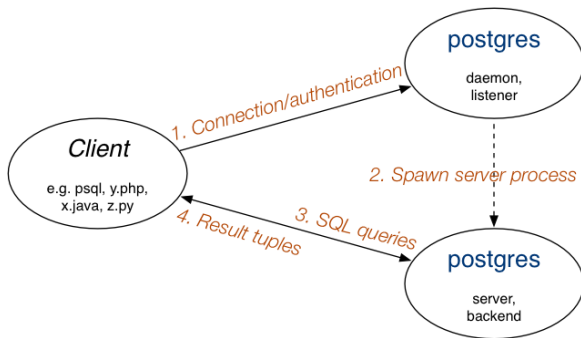 postgres
daemon,
listener
1. Connection/authentication
Client
e.g. psql, y.php,
x.java, z.py
2. Spawn server process
3. SQL queries
4. Result tuples
postgres
server,
backend